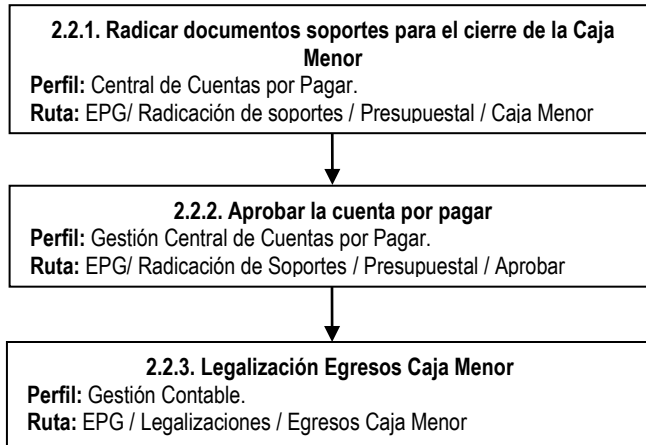 2.2.1. Radicar documentos soportes para el cierre de la Caja
Menor
Perfil: Central de Cuentas por Pagar.
Ruta: EPG/ Radicación de soportes / Presupuestal / Caja Menor
2.2.2. Aprobar la cuenta por pagar
Perfil: Gestión Central de Cuentas por Pagar.
Ruta: EPG/ Radicación de Soportes / Presupuestal / Aprobar
2.2.3. Legalización Egresos Caja Menor
Perfil: Gestión Contable.
Ruta: EPG / Legalizaciones / Egresos Caja Menor